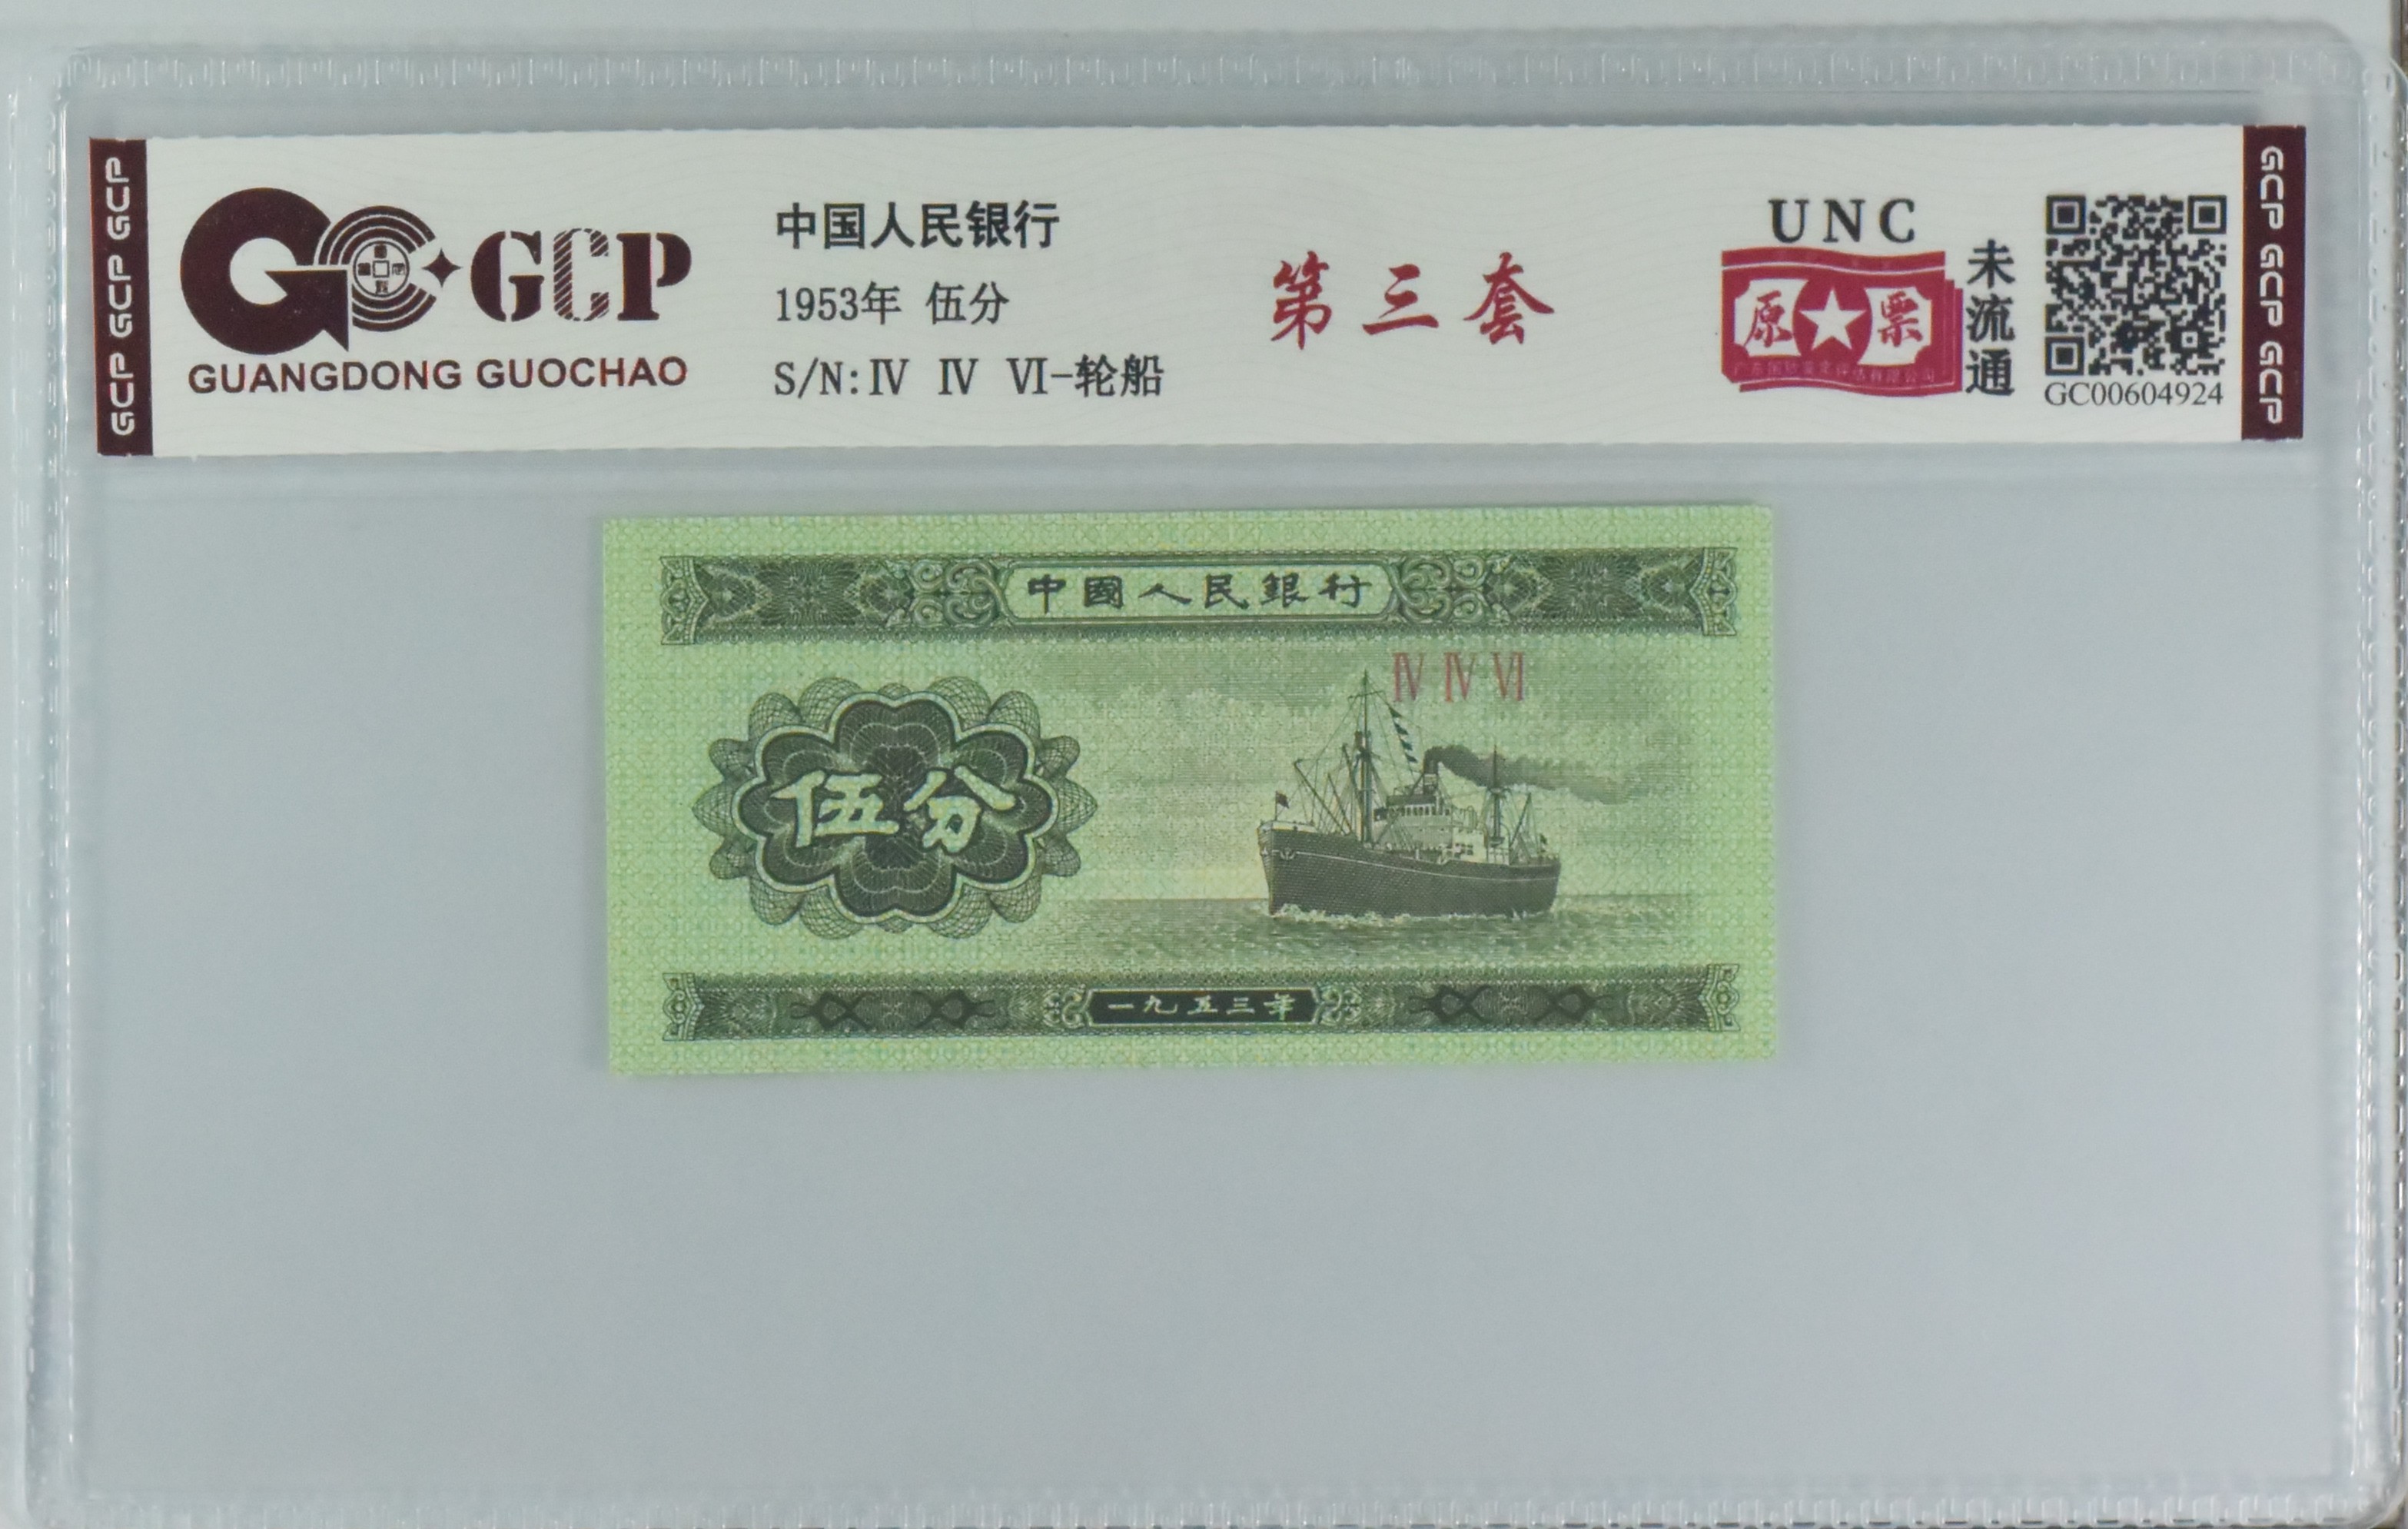 GCP GCP GCP
GCP
GUANGDONG GUOCHAO
中国人民银行
1953年 伍分
S/N:Ⅳ Ⅳ Ⅵ-轮船
第三套
UNC
原票
未流通
GC00604924
GCP GCP GCP
中國人民銀行
Ⅳ Ⅳ Ⅵ
伍分
一九五三年